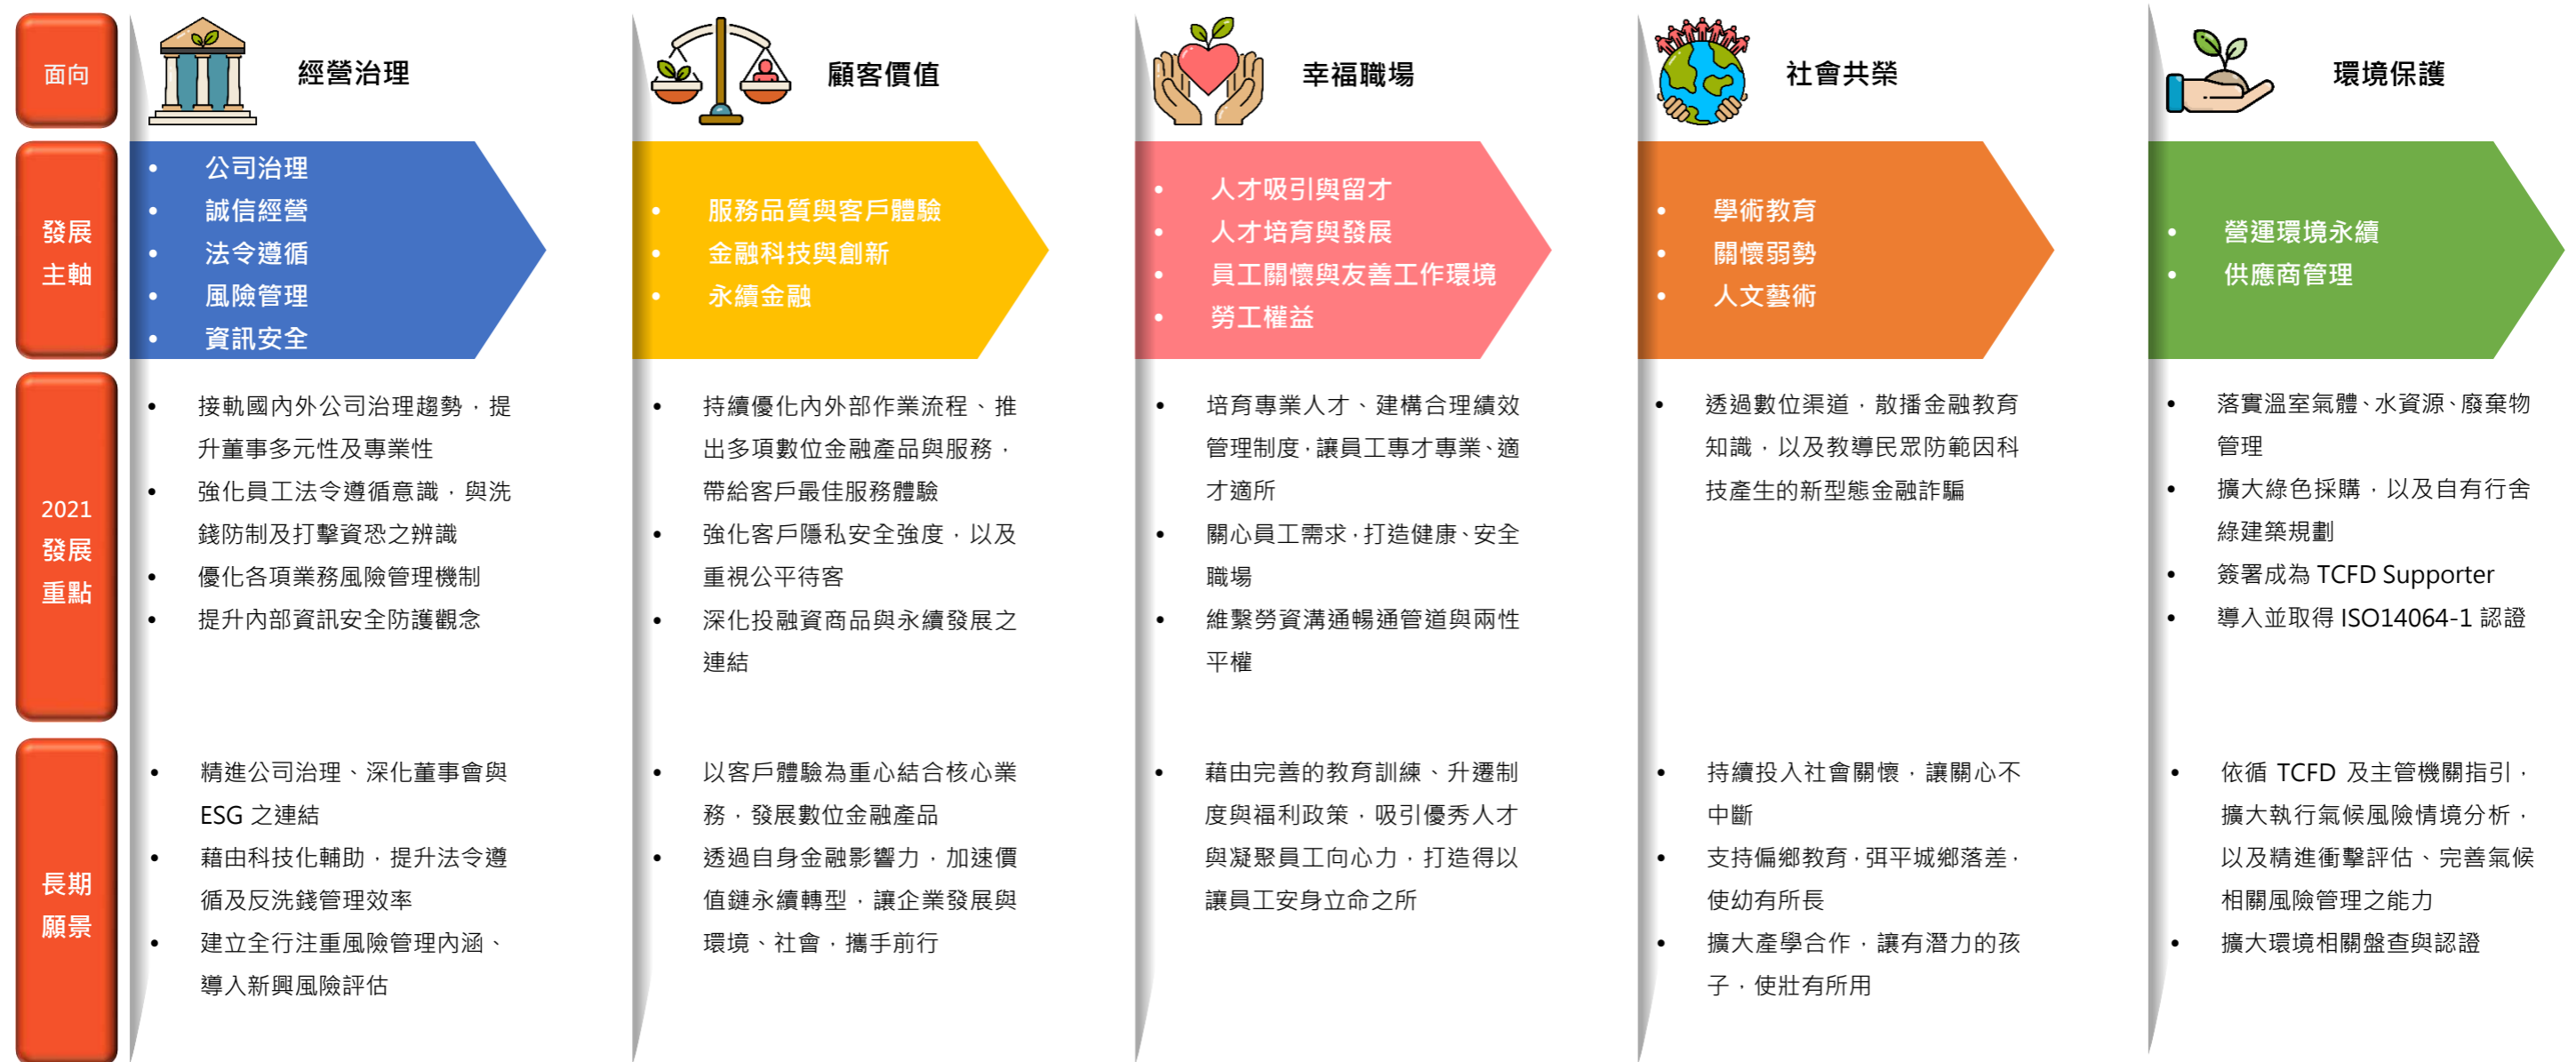 面向
經營治理
顧客價值
幸福職場
社會共榮
環境保護
發展
主軸
• 公司治理
• 誠信經營
• 法令遵循
• 風險管理
• 資訊安全
• 服務品質與客戶體驗
• 金融科技與創新
• 永續金融
• 人才吸引與留才
• 人才培育與發展
• 員工關懷與友善工作環境
• 勞工權益
• 學術教育
• 關懷弱勢
• 人文藝術
• 營運環境永續
• 供應商管理
2021
發展
重點
• 接軌國內外公司治理趨勢，提
升董事多元性及專業性
• 強化員工法令遵循意識，與洗
錢防制及打擊資恐之辨識
• 優化各項業務風險管理機制
• 提升內部資訊安全防護觀念
• 持續優化內外部作業流程、推
出多項數位金融產品與服務，
帶給客戶最佳服務體驗
• 強化客戶隱私安全強度，以及
重視公平待客
• 深化投融資商品與永續發展之
連結
• 培育專業人才、建構合理績效
管理制度，讓員工專才專業、適
才適所
• 關心員工需求，打造健康、安全
職場
• 維繫勞資溝通暢通管道與兩性
平權
• 透過數位渠道，散播金融教育
知識，以及教導民眾防範因科
技產生的新型態金融詐騙
• 落實溫室氣體、水資源、廢棄物
管理
• 擴大綠色採購，以及自有行舍
綠建築規劃
• 簽署成為 TCFD Supporter
• 導入並取得 ISO14064-1 認證
長期
願景
• 精進公司治理、深化董事會與
ESG 之連結
• 藉由科技化輔助，提升法令遵
循及反洗錢管理效率
• 建立全行注重風險管理內涵、
導入新興風險評估
• 以客戶體驗為重心結合核心業
務，發展數位金融產品
• 透過自身金融影響力，加速價
值鏈永續轉型，讓企業發展與
環境、社會，攜手前行
• 藉由完善的教育訓練、升遷制
度與福利政策，吸引優秀人才
與凝聚員工向心力，打造得以
讓員工安身立命之所
• 持續投入社會關懷，讓關心不
中斷
• 支持偏鄉教育，弭平城鄉落差，
使幼有所長
• 擴大產學合作，讓有潛力的孩
子，使壯有所用
• 依循 TCFD 及主管機關指引，
擴大執行氣候風險情境分析，
以及精進衝擊評估、完善氣候
相關風險管理之能力
• 擴大環境相關盤查與認證